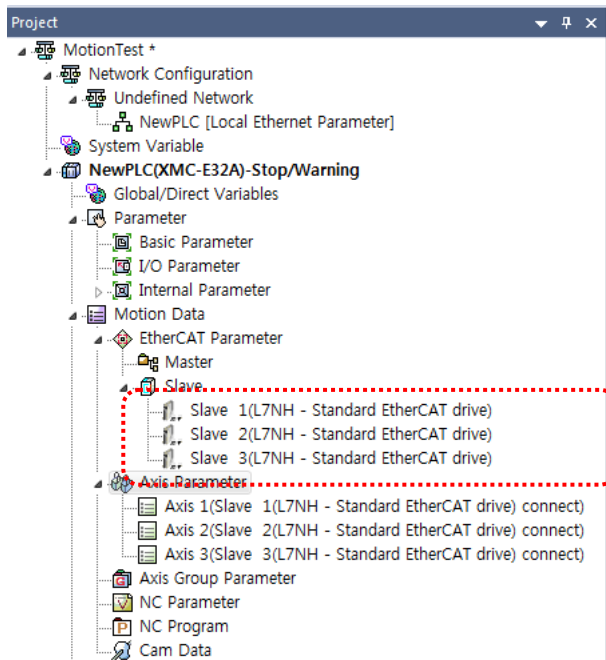 Project
MotionTest *
Network Configuration
Undefined Network
NewPLC [Local Ethernet Parameter]
System Variable
NewPLC(XMC-E32A)-Stop/Warning
Global/Direct Variables
Parameter
Basic Parameter
I/O Parameter
Internal Parameter
Motion Data
EtherCAT Parameter
Master
Slave
Slave 1(L7NH - Standard EtherCAT drive)
Slave 2(L7NH - Standard EtherCAT drive)
Slave 3(L7NH - Standard EtherCAT drive)
Axis Parameter
Axis 1(Slave 1(L7NH - Standard EtherCAT drive) connect)
Axis 2(Slave 2(L7NH - Standard EtherCAT drive) connect)
Axis 3(Slave 3(L7NH - Standard EtherCAT drive) connect)
Axis Group Parameter
NC Parameter
NC Program
Cam Data